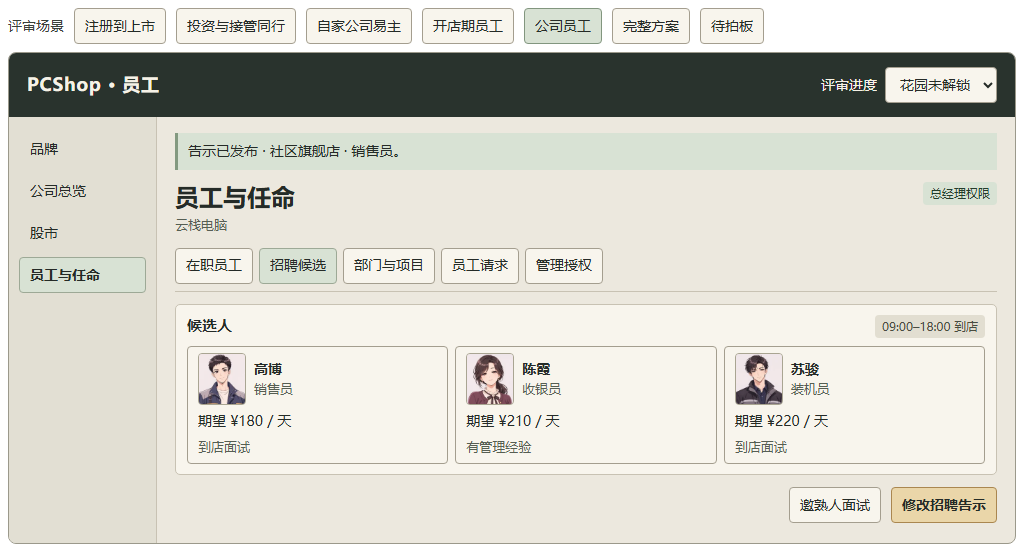 评审场景 注册到上市 投资与接管同行 自家公司易主 开店期员工 公司员工 完整方案 待拍板
PCShop · 员工 评审进度 花园未解锁
品牌
公司总览
股市
员工与任命
告示已发布 · 社区旗舰店 · 销售员。
员工与任命 总经理权限
云栈电脑
在职员工 招聘候选 部门与项目 员工请求 管理授权
候选人 09:00–18:00 到店
高博
销售员
期望 ¥180 / 天
到店面试
陈霞
收银员
期望 ¥210 / 天
有管理经验
苏骏
装机员
期望 ¥220 / 天
到店面试
邀熟人面试 修改招聘告示